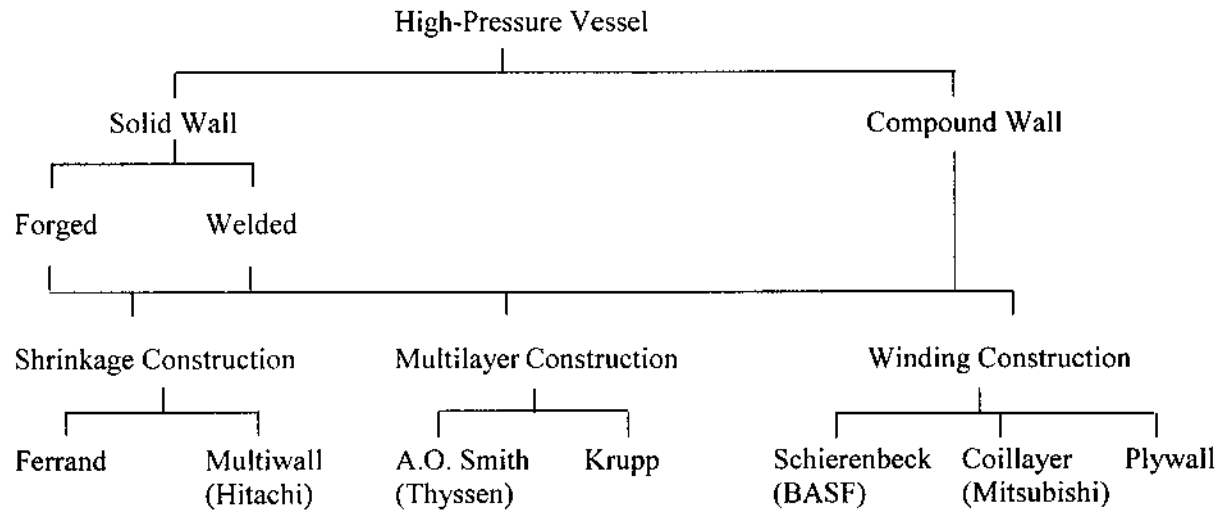 High-Pressure Vessel
Solid Wall
Compound Wall
Forged
Welded
Shrinkage Construction
Multilayer Construction
Winding Construction
Ferrand
Multiwall
(Hitachi)
A.O. Smith
(Thyssen)
Krupp
Schierenbeck
(BASF)
Coillayer
(Mitsubishi)
Plywall